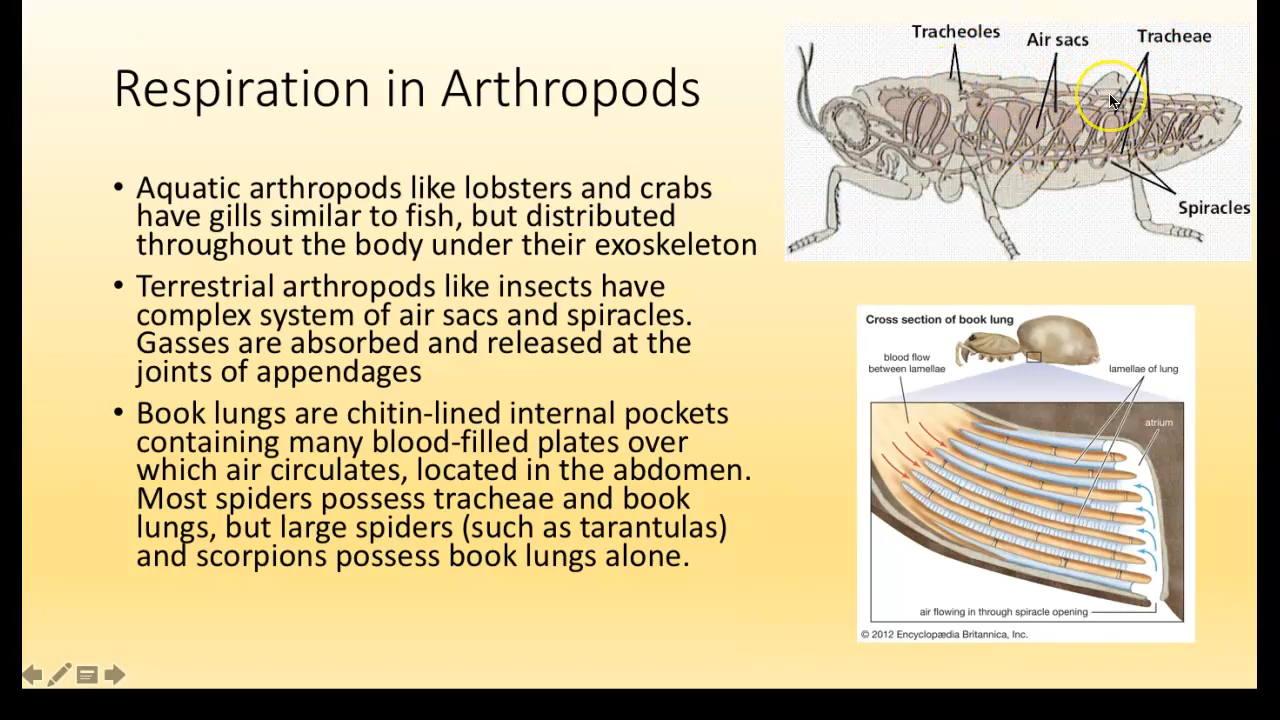 Respiration in Arthropods
• Aquatic arthropods like lobsters and crabs
have gills similar to fish, but distributed
throughout the body under their exoskeleton
• Terrestrial arthropods like insects have
complex system of air sacs and spiracles.
Gasses are absorbed and released at the
joints of appendages
• Book lungs are chitin-lined internal pockets
containing many blood-filled plates over
which air circulates, located in the abdomen.
Most spiders possess tracheae and book
lungs, but large spiders (such as tarantulas)
and scorpions possess book lungs alone.
Tracheoles
Air sacs
Tracheae
Spiracles
Cross section of book lung
blood flow
between lamellae
lamellae of lung
atrium
air flowing in through spiracle opening
© 2012 Encyclopædia Britannica, Inc.